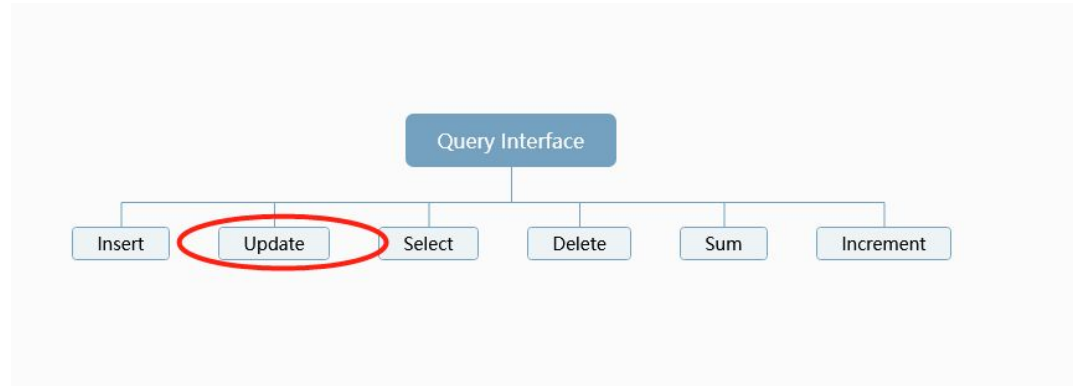 Query Interface
Insert
Update
Select
Delete
Sum
Increment